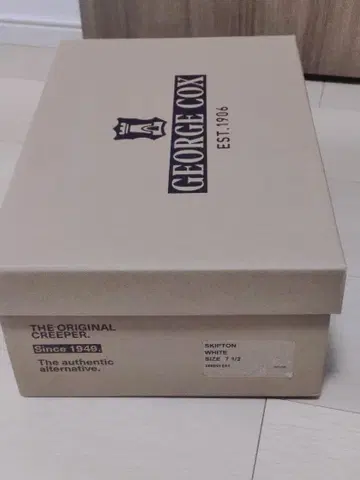 GEORGE COX
EST.1906
THE ORIGINAL
CREEPER.
Since 1949.
The authentic
alternative.
SKIPTON
WHITE
SIZE 7 1/2